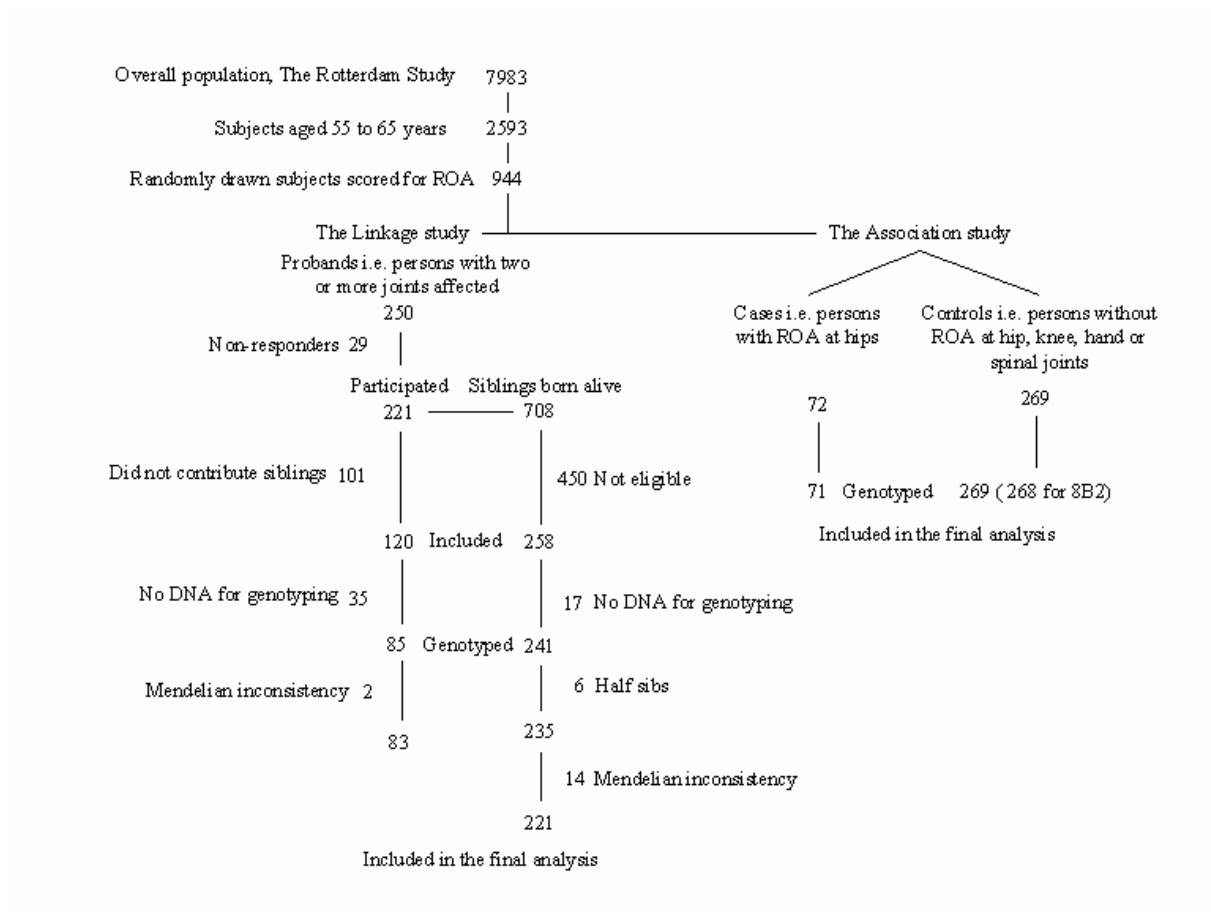 Overall population, The Rotterdam Study 7983
Subjects aged 55 to 65 years 2593
Randomly drawn subjects scored for ROA 944
The Linkage study
The Association study
Probands i.e. persons with two
or more joints affected
250
Non-responders 29
Participated Siblings born alive
221 708
Did not contribute siblings 101
450 Not eligible
120 Included 258
No DNA for genotyping 35
17 No DNA for genotyping
85 Genotyped 241
Mendelian inconsistency 2
6 Half sibs
83
235
14 Mendelian inconsistency
221
Included in the final analysis
Cases i.e. persons
with ROA at hips
Controls i.e. persons without
ROA at hip, knee, hand or
spinal joints
72
269
71 Genotyped 269 ( 268 for 8B2)
Included in the final analysis